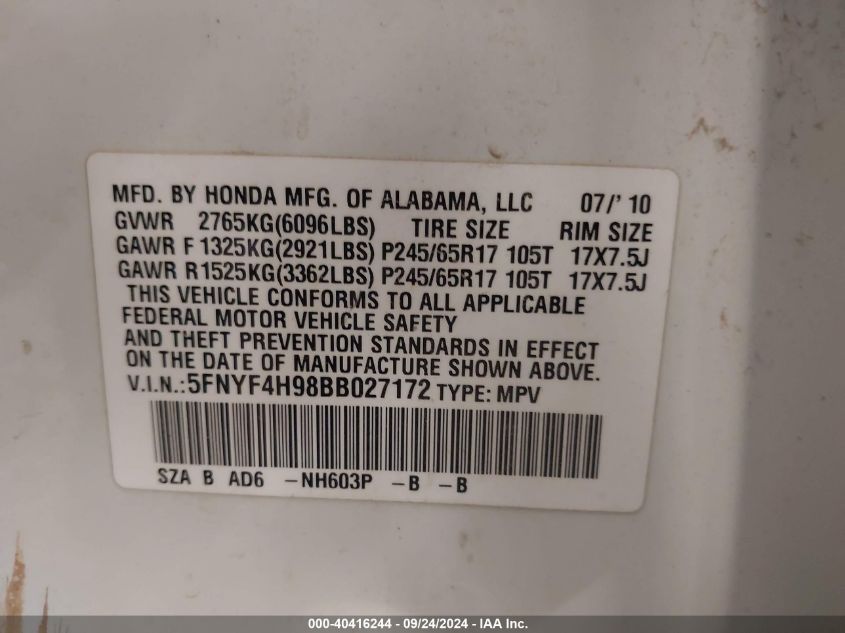 MFD. BY HONDA MFG. OF ALABAMA, LLC 07/' 10
GVWR 2765KG(6096LBS) TIRE SIZE RIM SIZE
GAWR F 1325KG(2921LBS) P245/65R17 105T 17X7.5J
GAWR R1525KG(3362LBS) P245/65R17 105T 17X7.5J
THIS VEHICLE CONFORMS TO ALL APPLICABLE
FEDERAL MOTOR VEHICLE SAFETY
AND THEFT PREVENTION STANDARDS IN EFFECT
ON THE DATE OF MANUFACTURE SHOWN ABOVE.
V.I.N.:5FNYF4H98BB027172 TYPE: MPV
SZA B AD6 -NH603P -B -B
000-40416244 - 09/24/2024 - IAA Inc.